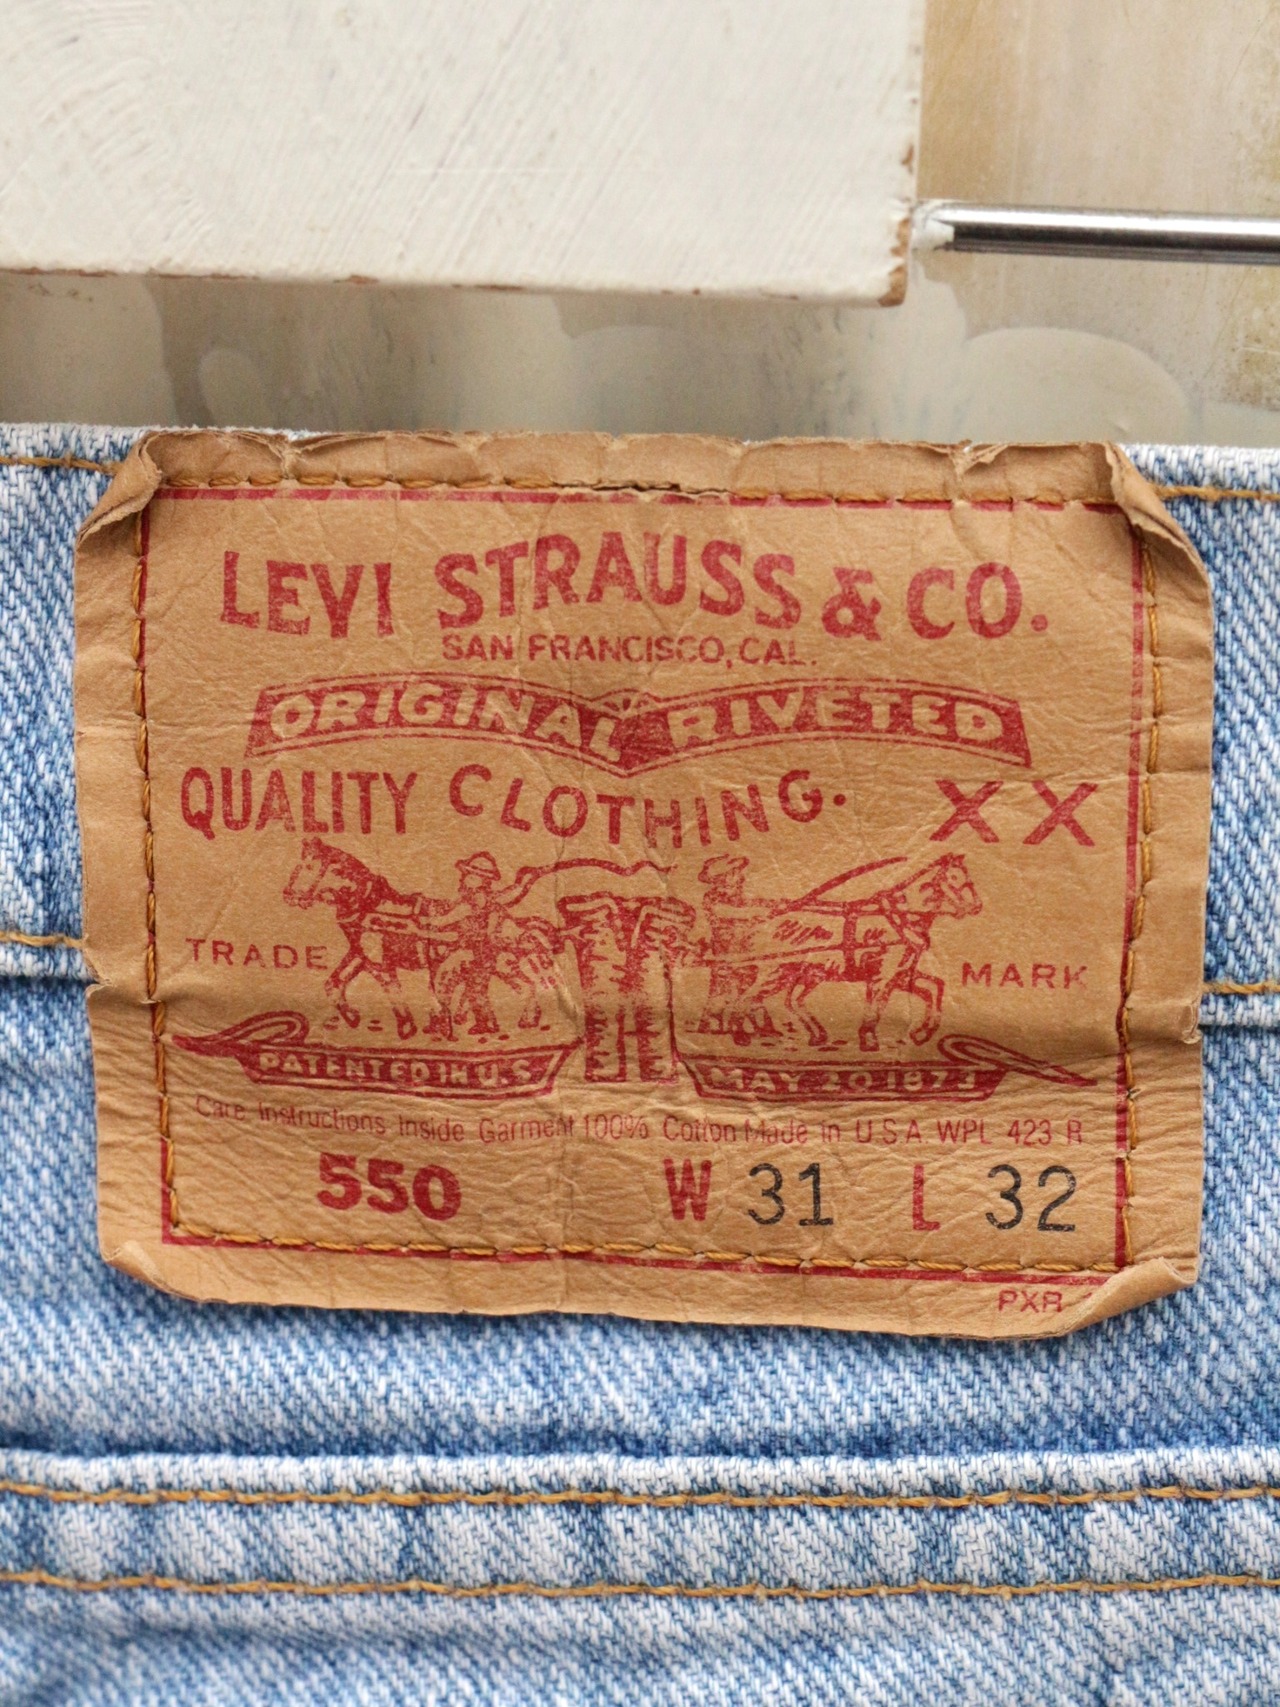 LEVI STRAUSS & CO.
SAN FRANCISCO, CAL.
ORIGINAL RIVETED
QUALITY CLOTHING. XX
TRADE MARK
PATENTED IN U.S MAY 20 1873
Care Instructions Inside Garment 100% Cotton Made in U S A WPL 423 R
550 W 31 L 32
PXR